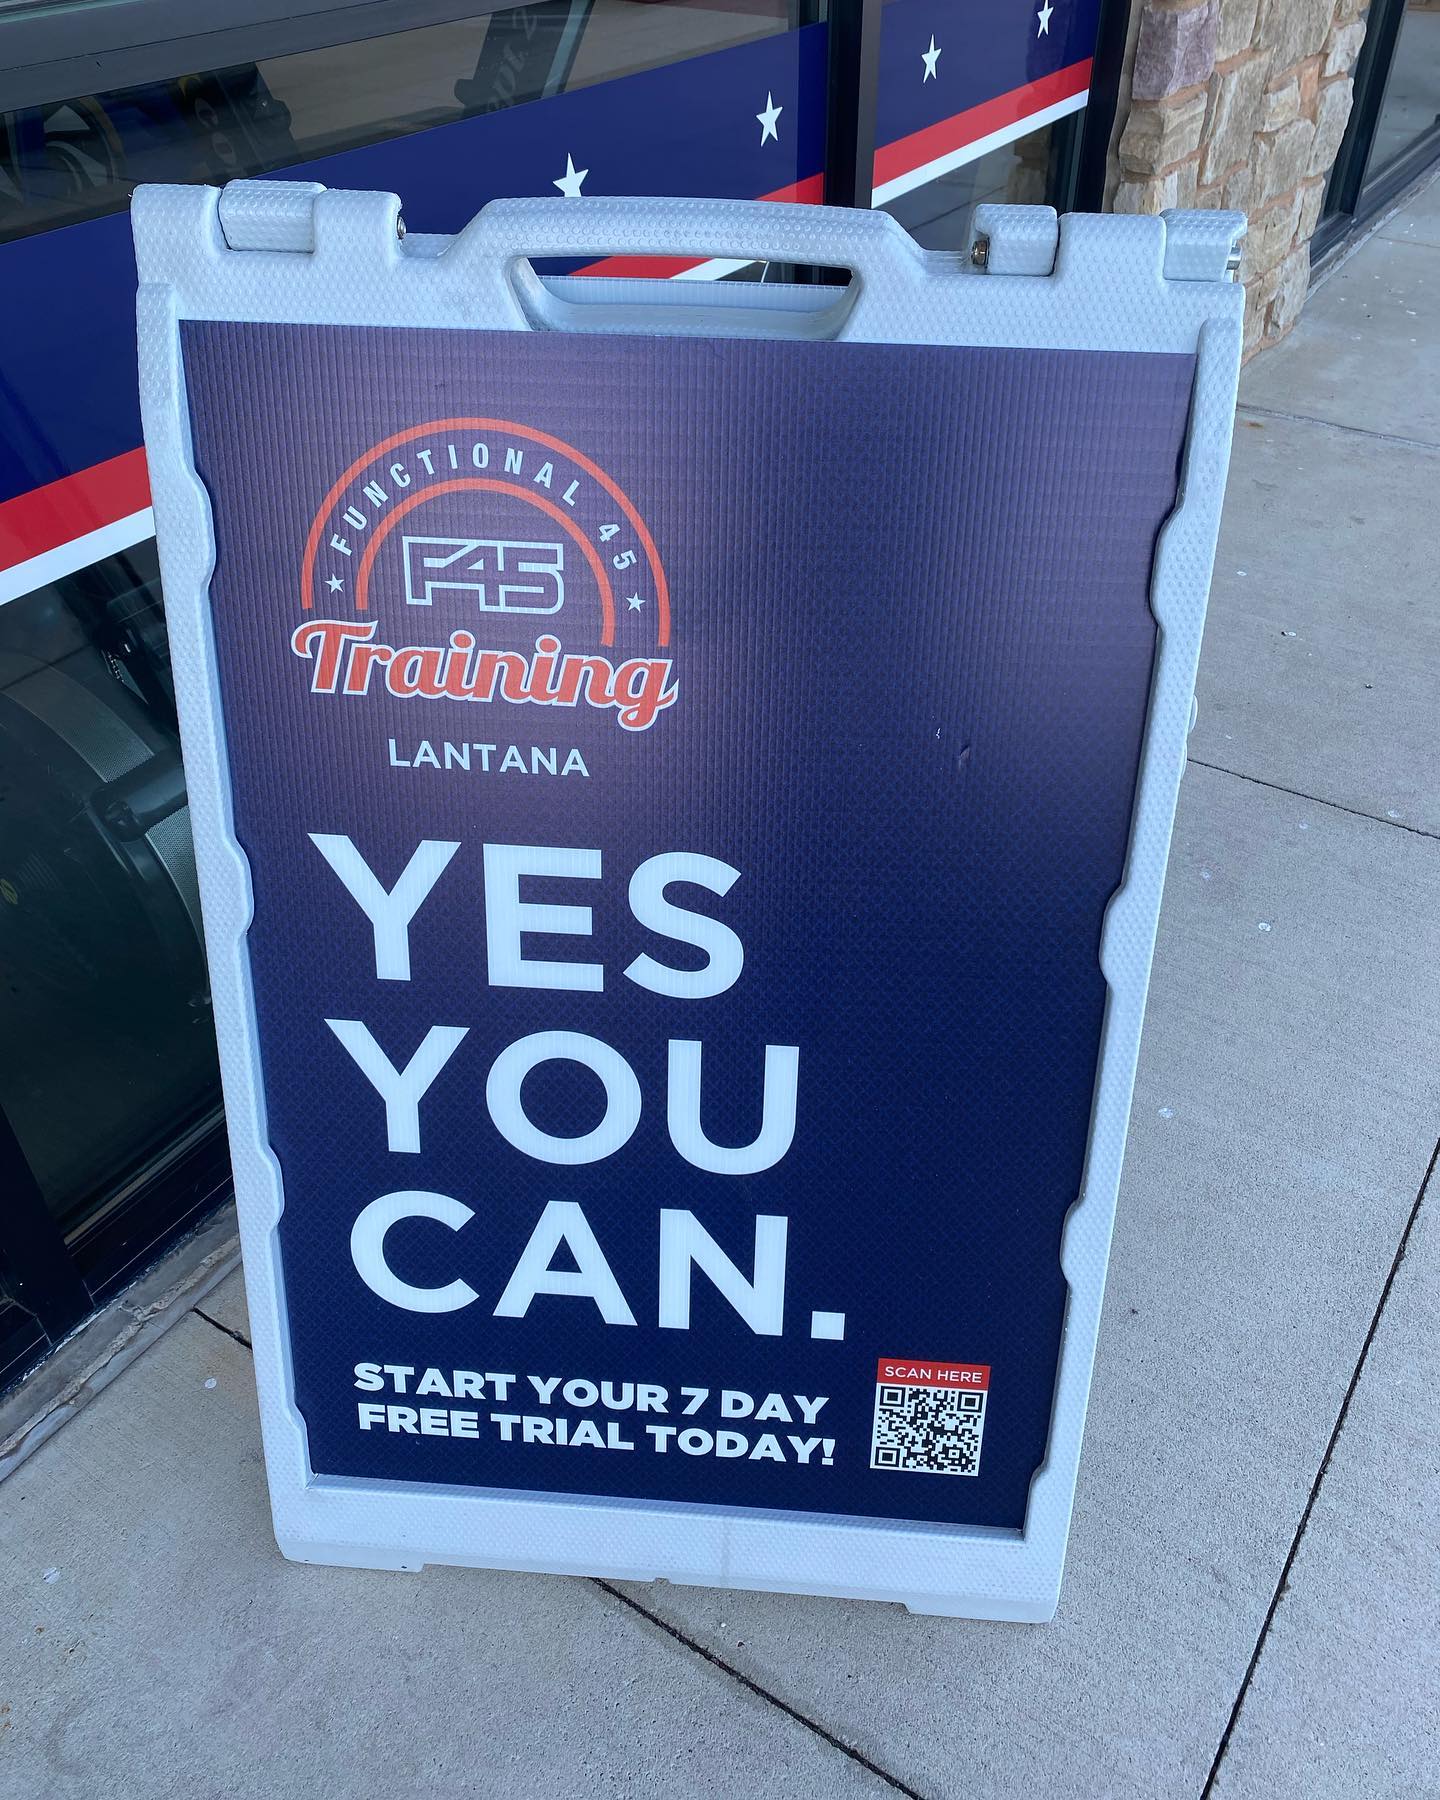 FUNCTIONAL 45
F45
Training
LANTANA
YES
YOU
CAN.
START YOUR 7 DAY
FREE TRIAL TODAY!
SCAN HERE